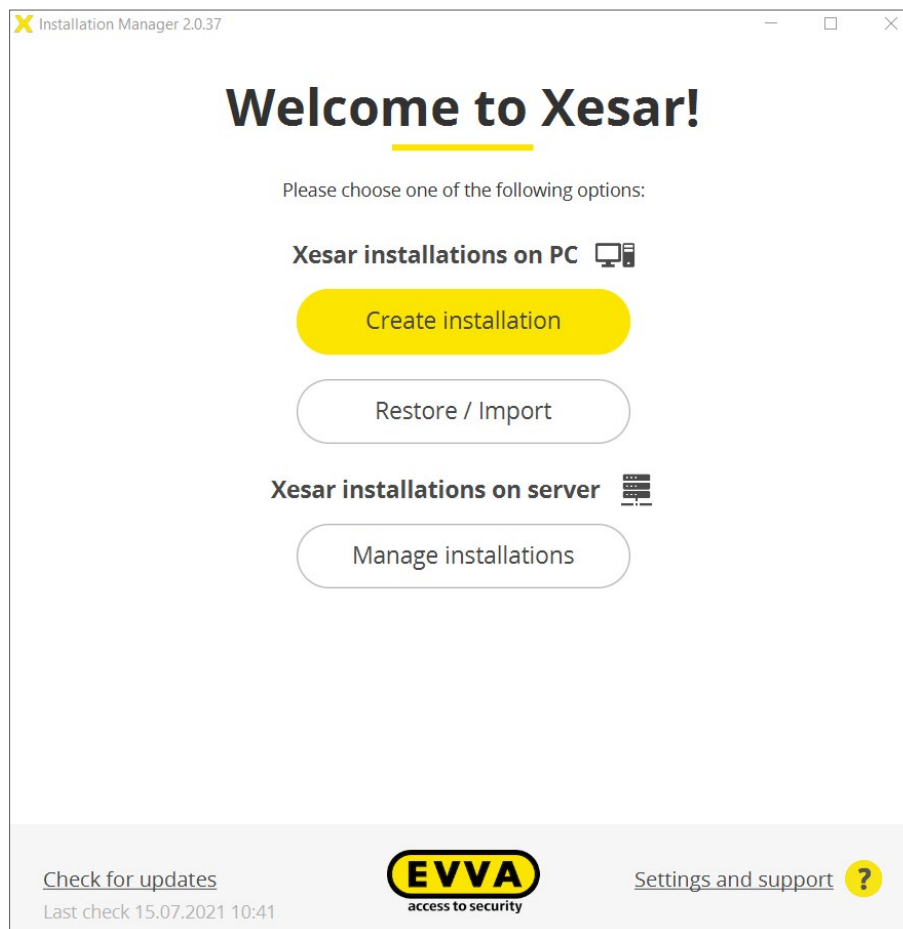 Installation Manager 2.0.37
Welcome to Xesar!
Please choose one of the following options:
Xesar installations on PC
Create installation
Restore / Import
Xesar installations on server
Manage installations
Check for updates
Last check 15.07.2021 10:41
EVVA
access to security
Settings and support ?